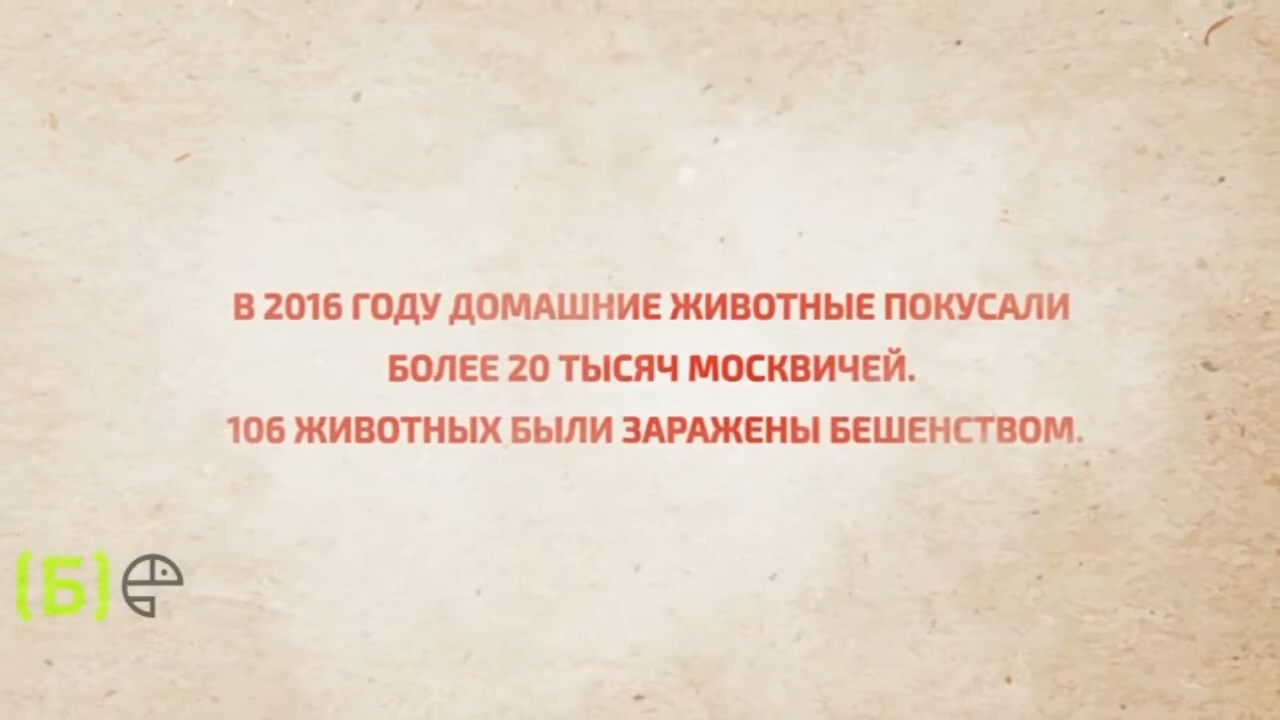 В 2016 ГОДУ ДОМАШНИЕ ЖИВОТНЫЕ ПОКУСАЛИ
БОЛЕЕ 20 ТЫСЯЧ МОСКВИЧЕЙ.
106 ЖИВОТНЫХ БЫЛИ ЗАРАЖЕНЫ БЕШЕНСТВОМ.
(Б)